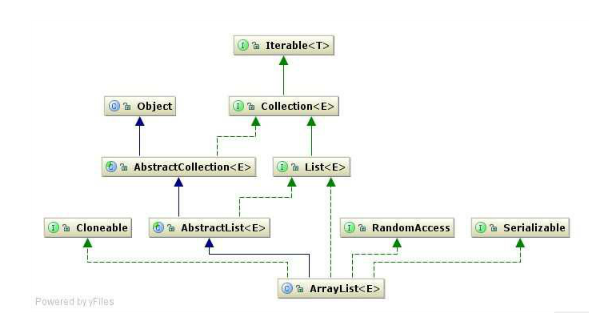 Iterable<T>
Object
Collection<E>
AbstractCollection<E>
List<E>
Cloneable
AbstractList<E>
RandomAccess
Serializable
ArrayList<E>
Powered by yFiles